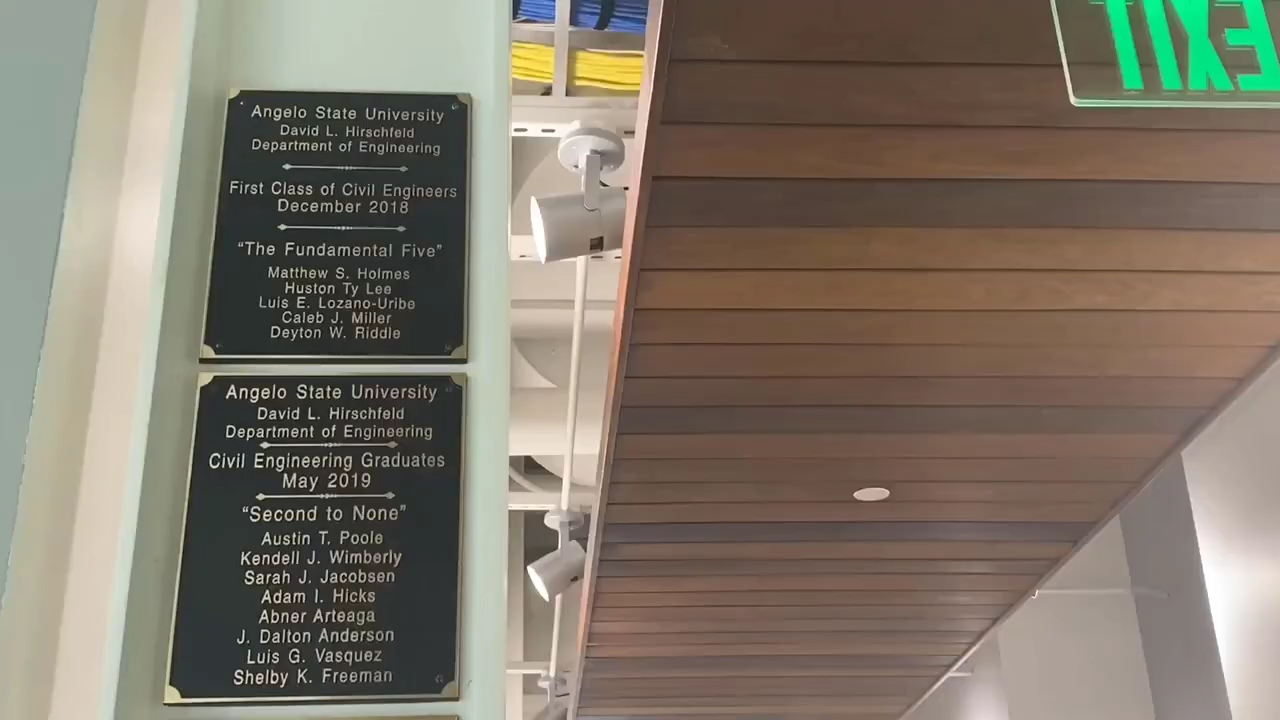 Angelo State University
David L. Hirschfeld
Department of Engineering
First Class of Civil Engineers
December 2018
“The Fundamental Five”
Matthew S. Holmes
Huston Ty Lee
Luis E. Lozano-Uribe
Caleb J. Miller
Deyton W. Riddle
Angelo State University
David L. Hirschfeld
Department of Engineering
Civil Engineering Graduates
May 2019
“Second to None”
Austin T. Poole
Kendell J. Wimberly
Sarah J. Jacobsen
Adam I. Hicks
Abner Arteaga
J. Dalton Anderson
Luis G. Vasquez
Shelby K. Freeman
EXIT